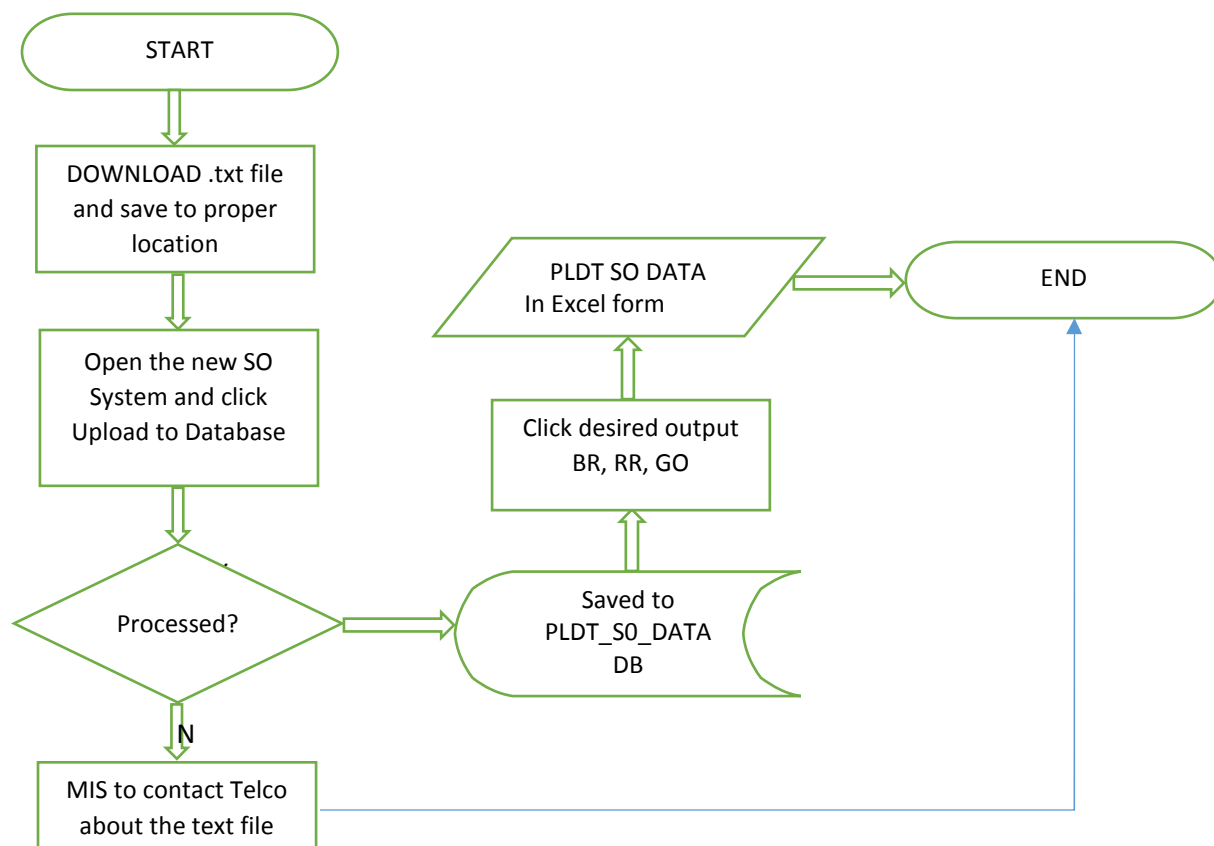 START
DOWNLOAD .txt file
and save to proper
location
Open the new SO
System and click
Upload to Database
Processed?
N
MIS to contact Telco
about the text file
Saved to
PLDT_S0_DATA
DB
Click desired output
BR, RR, GO
PLDT SO DATA
In Excel form
END